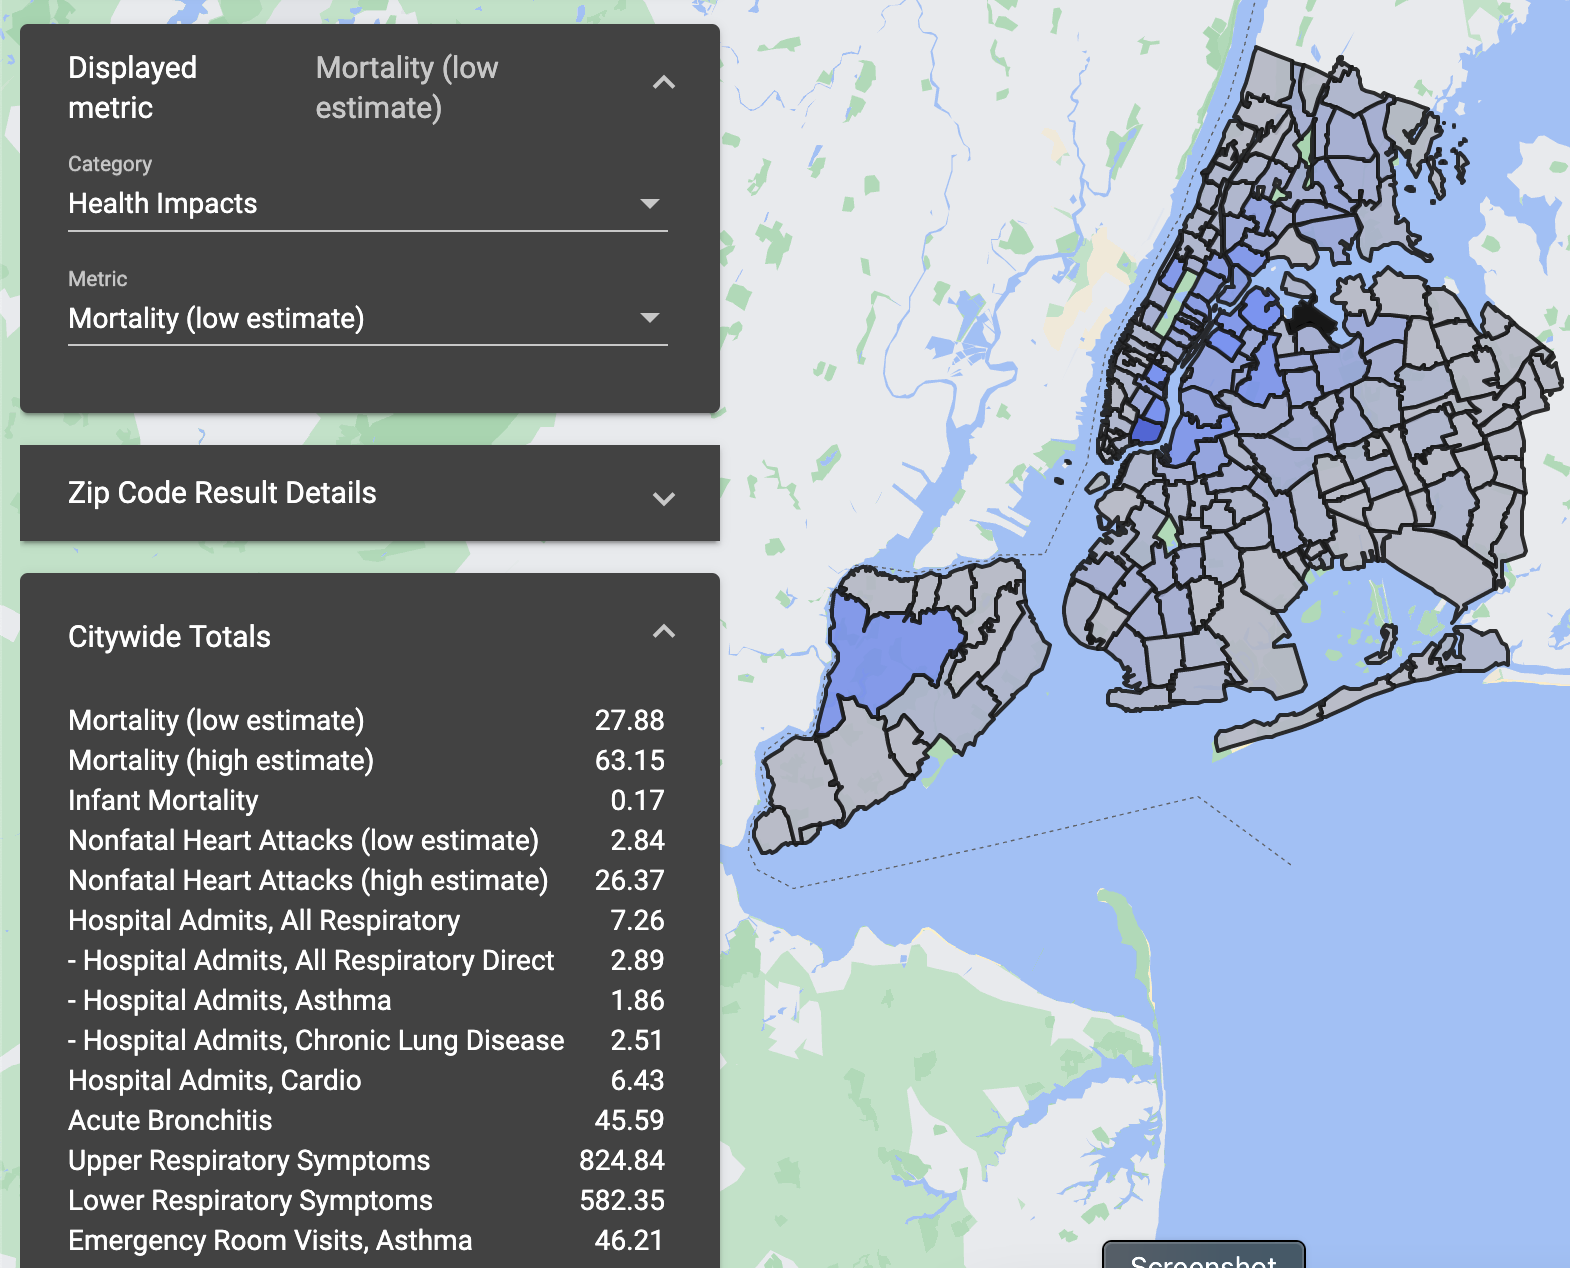 Displayed metric
Mortality (low estimate)
Category
Health Impacts
Metric
Mortality (low estimate)
Zip Code Result Details
Citywide Totals
Mortality (low estimate) 27.88
Mortality (high estimate) 63.15
Infant Mortality 0.17
Nonfatal Heart Attacks (low estimate) 2.84
Nonfatal Heart Attacks (high estimate) 26.37
Hospital Admits, All Respiratory 7.26
- Hospital Admits, All Respiratory Direct 2.89
- Hospital Admits, Asthma 1.86
- Hospital Admits, Chronic Lung Disease 2.51
Hospital Admits, Cardio 6.43
Acute Bronchitis 45.59
Upper Respiratory Symptoms 824.84
Lower Respiratory Symptoms 582.35
Emergency Room Visits, Asthma 46.21
Screenshot